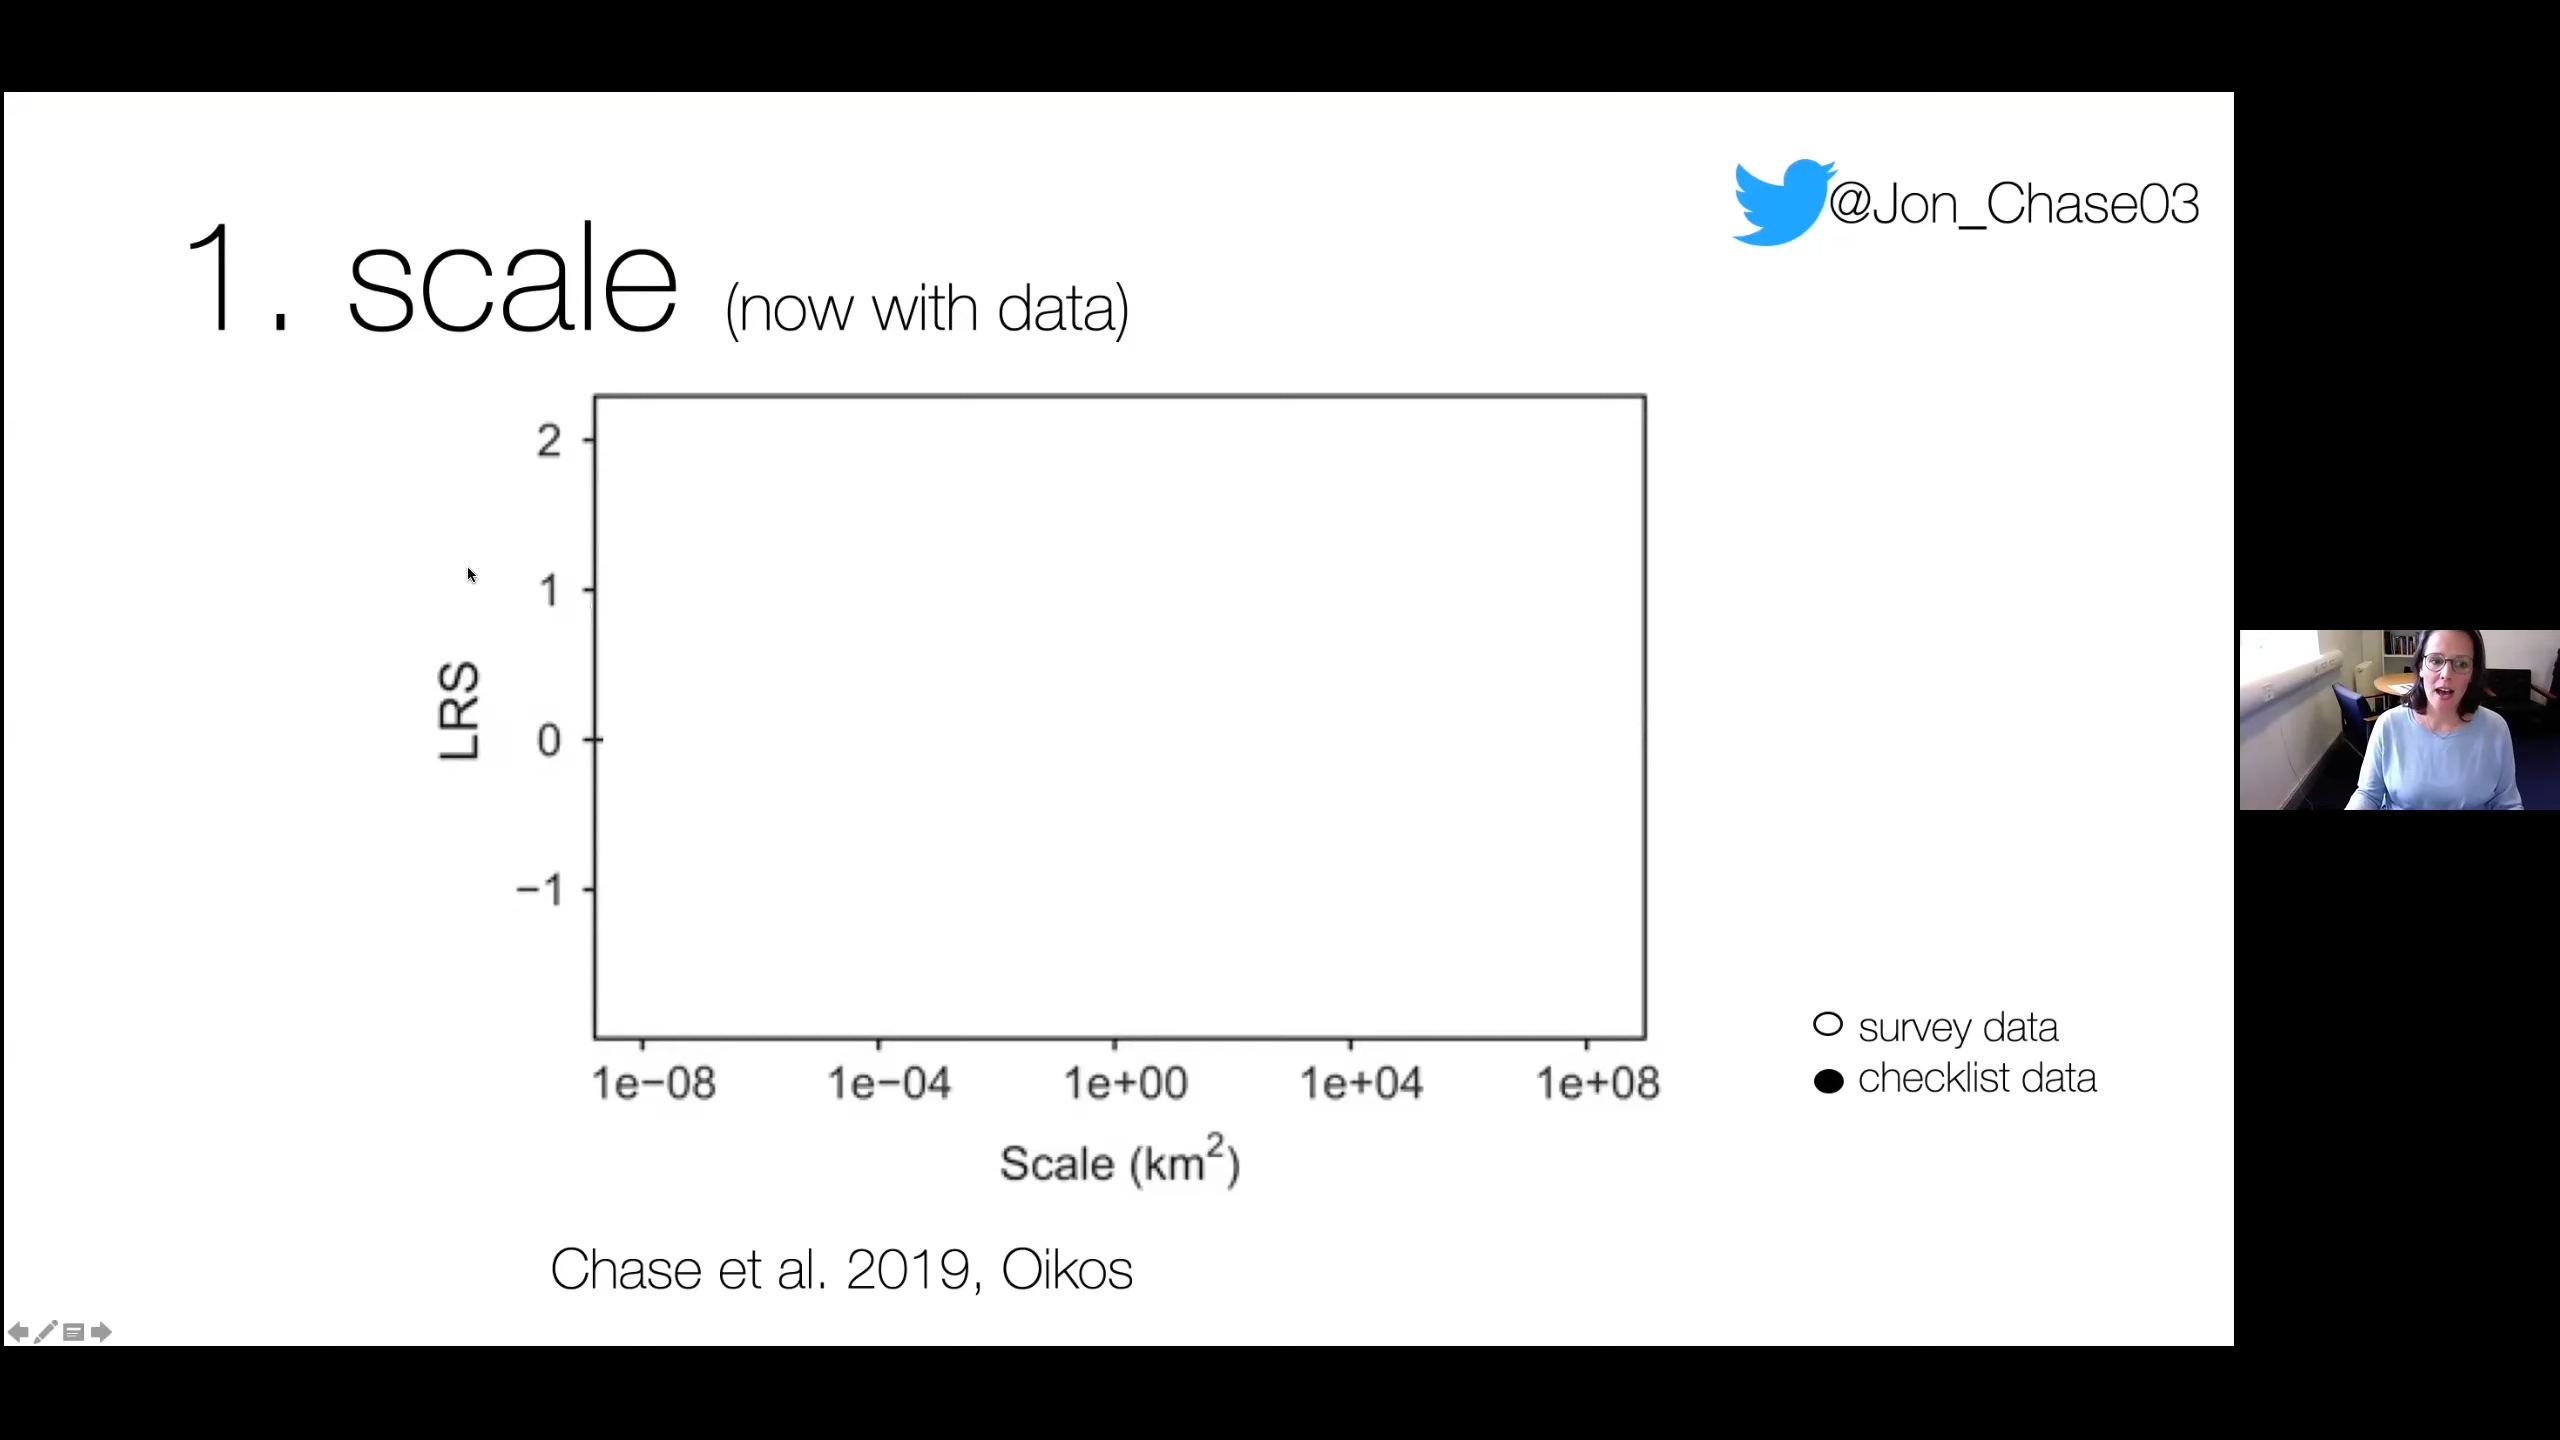 @Jon_Chase03
1. scale (now with data)
2
1
0
−1
LRS
1e−08 1e−04 1e+00 1e+04 1e+08
Scale (km²)
survey data
checklist data
Chase et al. 2019, Oikos